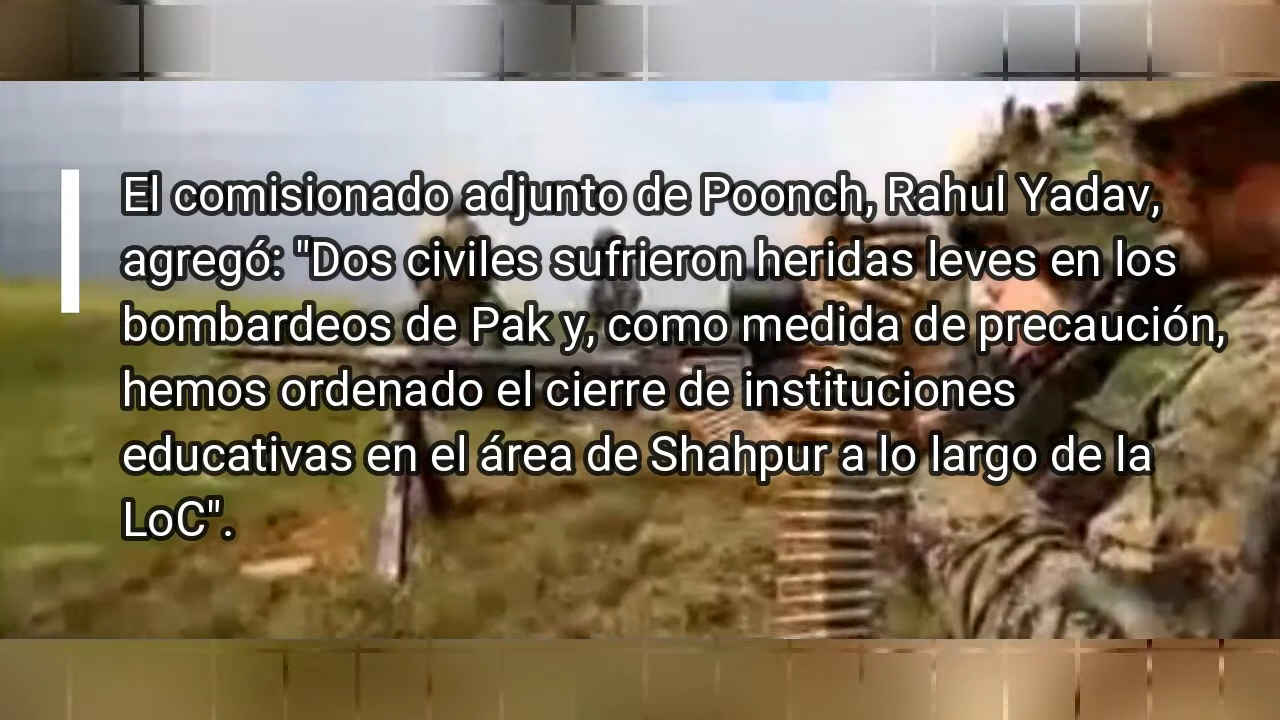 El comisionado adjunto de Poonch, Rahul Yadav,
agregó: "Dos civiles sufrieron heridas leves en los
bombardeos de Pak y, como medida de precaución,
hemos ordenado el cierre de instituciones
educativas en el área de Shahpur a lo largo de la
LoC".